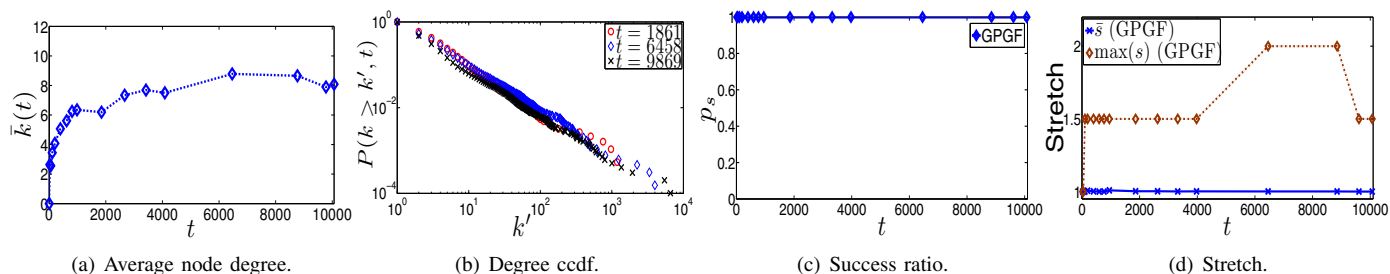 12
10
8
6
4
2
0
0 2000 4000 6000 8000 10000
k̄(t)
t
(a) Average node degree.
10^0
10^−2
10^−4
10^0 10^1 10^2 10^3 10^4
P(k ⩾ k′, t)
k′
t = 1861
t = 6458
t = 9869
(b) Degree ccdf.
1
0.8
0.6
0.4
0.2
0
0 2000 4000 6000 8000 10000
p_s
t
GPGF
(c) Success ratio.
2
1.5
1
0 2000 4000 6000 8000 10000
Stretch
t
s̄ (GPGF)
max(s) (GPGF)
(d) Stretch.